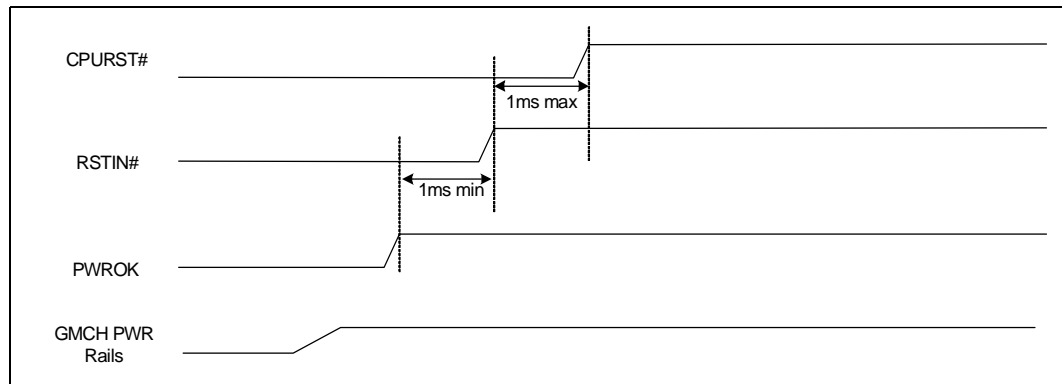 CPURST#
1ms max
RSTIN#
1ms min
PWROK
GMCH PWR
Rails